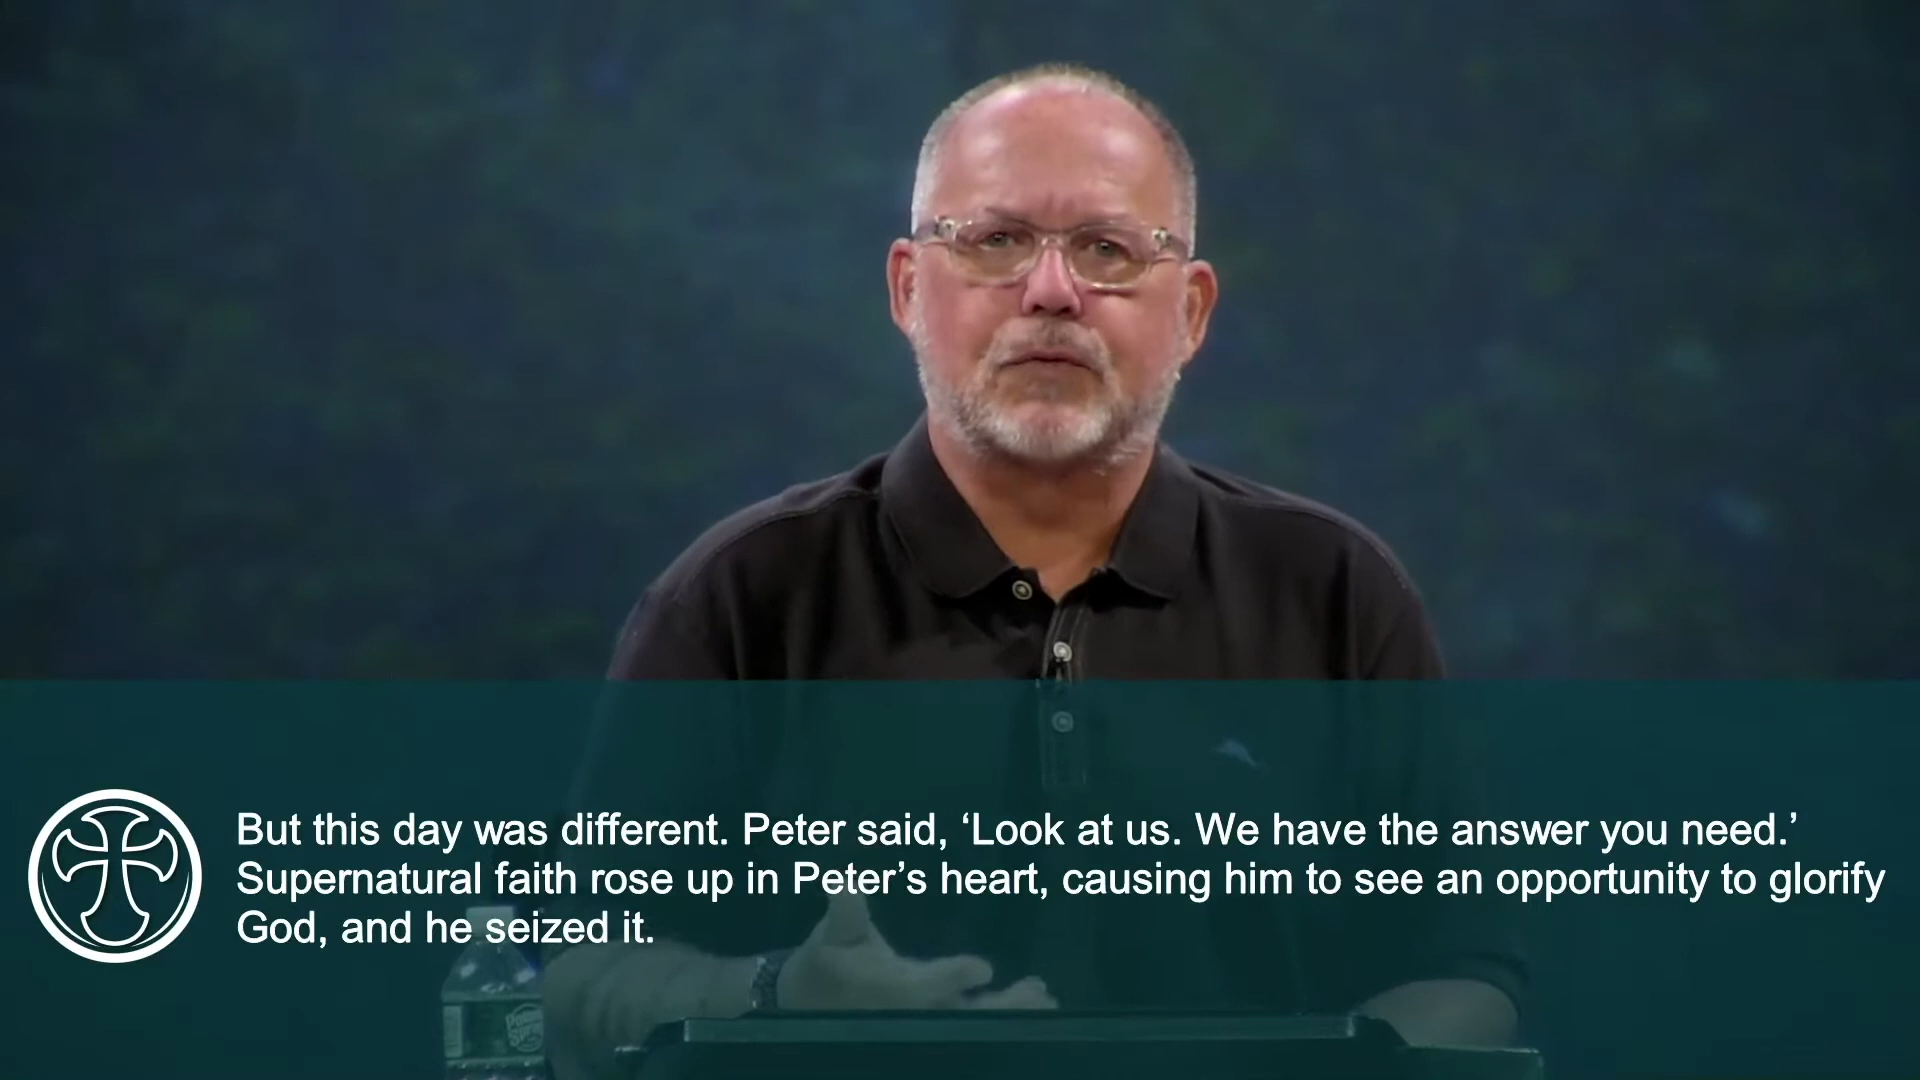 But this day was different. Peter said, ‘Look at us. We have the answer you need.’
Supernatural faith rose up in Peter’s heart, causing him to see an opportunity to glorify
God, and he seized it.